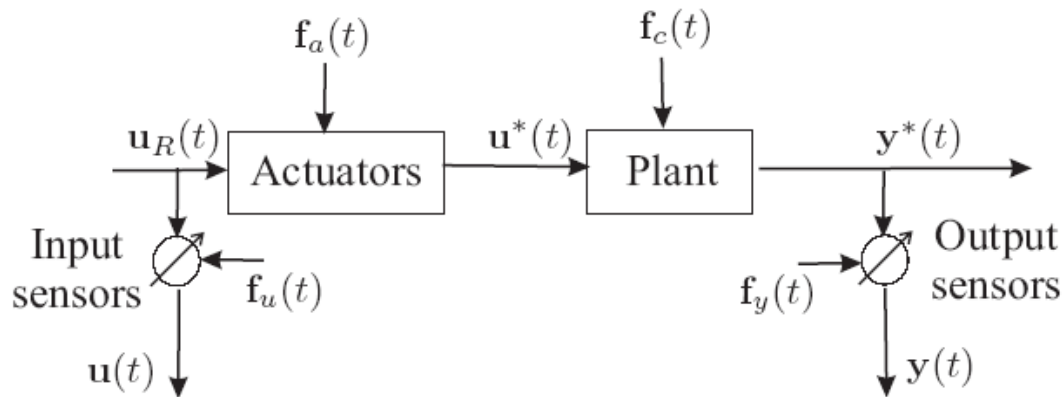 f_a(t)
f_c(t)
u_R(t)
Actuators
u*(t)
Plant
y*(t)
Input
sensors
f_u(t)
f_y(t)
Output
sensors
u(t)
y(t)